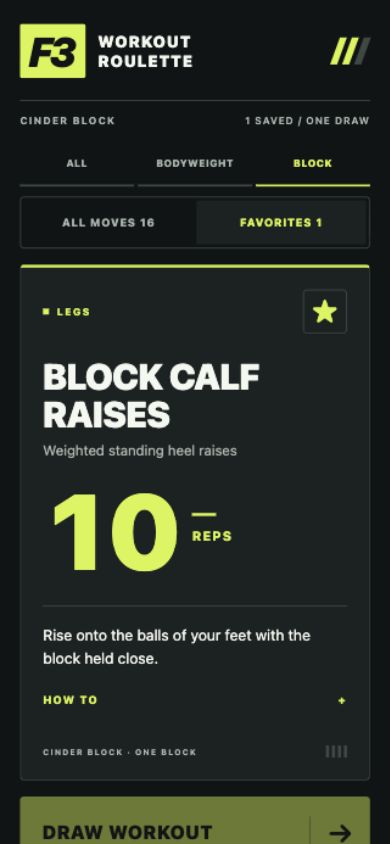 F3
WORKOUT
ROULETTE
CINDER BLOCK
1 SAVED / ONE DRAW
ALL
BODYWEIGHT
BLOCK
ALL MOVES 16
FAVORITES 1
LEGS
BLOCK CALF
RAISES
Weighted standing heel raises
10
REPS
Rise onto the balls of your feet with the
block held close.
HOW TO
+
CINDER BLOCK · ONE BLOCK
DRAW WORKOUT